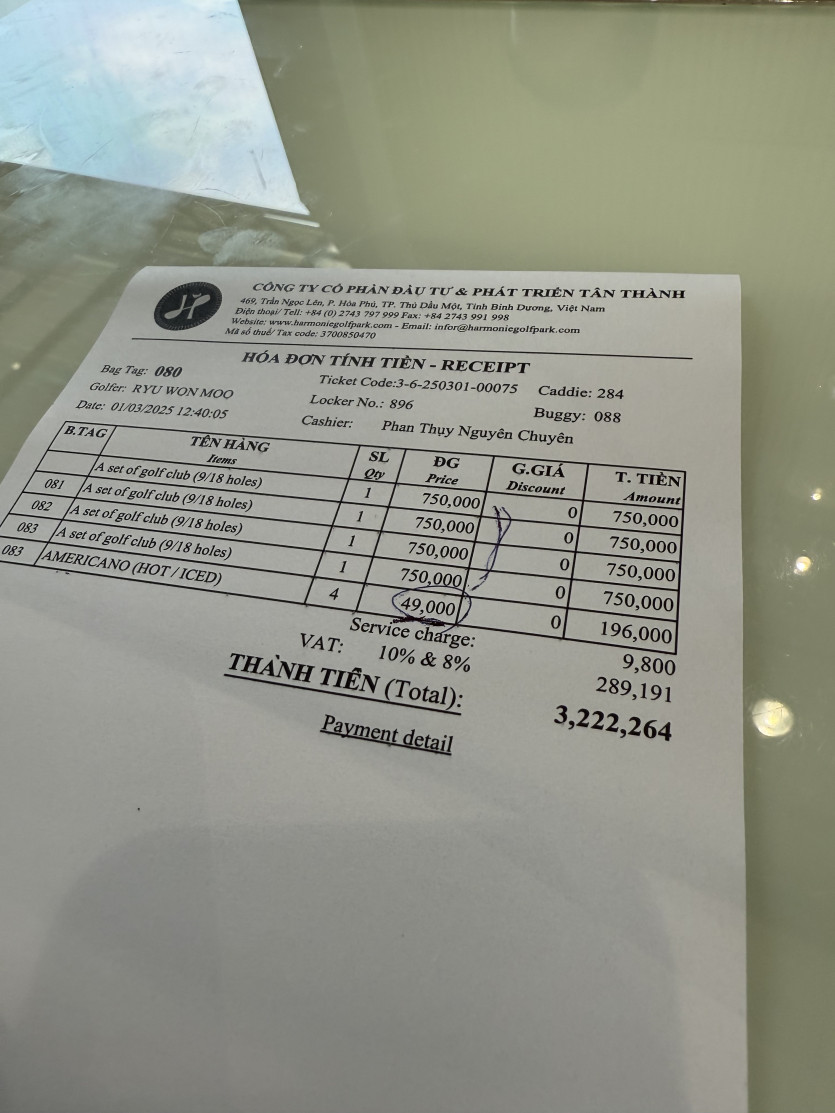 CÔNG TY CỔ PHẦN ĐẦU TƯ & PHÁT TRIỂN TÂN THÀNH
469, Trần Ngọc Lên, P. Hòa Phú, TP. Thủ Dầu Một, Tỉnh Bình Dương, Việt Nam
Điện thoại/ Tell: +84 (0) 2743 797 999 Fax: +84 2743 991 998
Website: www.harmoniegolfpark.com - Email: infor@harmoniegolfpark.com
Mã số thuế/ Tax code: 3700850470
HÓA ĐƠN TÍNH TIỀN - RECEIPT
Bag Tag: 080 Ticket Code:3-6-250301-00075 Caddie: 284
Golfer: RYU WON MOO Locker No.: 896 Buggy: 088
Date: 01/03/2025 12:40:05 Cashier: Phan Thụy Nguyên Chuyên
B.TAG TÊN HÀNG SL ĐG G.GIÁ T. TIỀN
Items Qty Price Discount Amount
A set of golf club (9/18 holes) 1 750,000 0 750,000
081 A set of golf club (9/18 holes) 1 750,000 0 750,000
082 A set of golf club (9/18 holes) 1 750,000 0 750,000
083 A set of golf club (9/18 holes) 1 750,000 0 750,000
083 AMERICANO (HOT / ICED) 4 49,000 0 196,000
Service charge: 9,800
VAT: 10% & 8% 289,191
THÀNH TIỀN (Total): 3,222,264
Payment detail